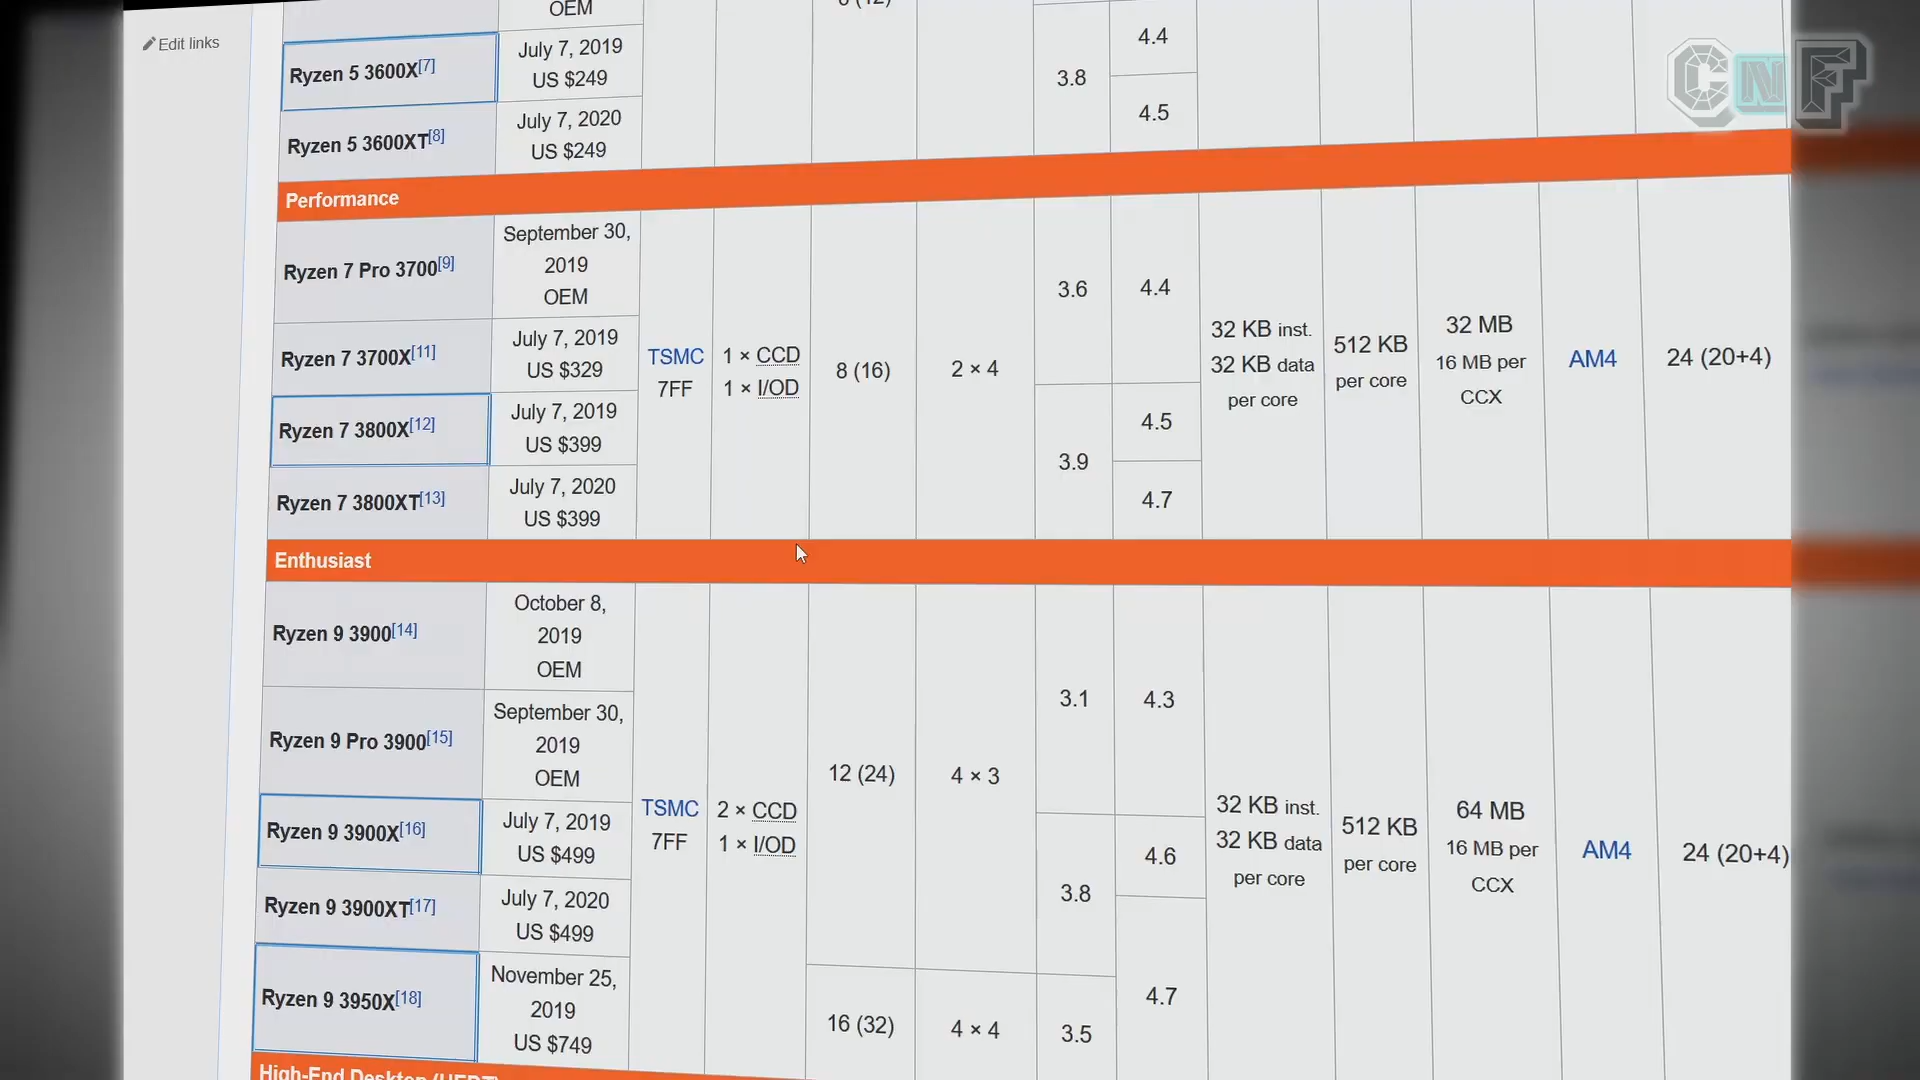 Edit links
OEM
4.4
Ryzen 5 3600X[7]
July 7, 2019
US $249
3.8
4.5
Ryzen 5 3600XT[8]
July 7, 2020
US $249
Performance
Ryzen 7 Pro 3700[9]
September 30,
2019
OEM
3.6
4.4
Ryzen 7 3700X[11]
July 7, 2019
US $329
TSMC
7FF
1 × CCD
1 × I/OD
8 (16)
2 × 4
32 KB inst.
32 KB data
per core
512 KB
per core
32 MB
16 MB per
CCX
AM4
24 (20+4)
Ryzen 7 3800X[12]
July 7, 2019
US $399
3.9
4.5
Ryzen 7 3800XT[13]
July 7, 2020
US $399
4.7
Enthusiast
Ryzen 9 3900[14]
October 8,
2019
OEM
3.1
4.3
Ryzen 9 Pro 3900[15]
September 30,
2019
OEM
TSMC
7FF
2 × CCD
1 × I/OD
12 (24)
4 × 3
32 KB inst.
32 KB data
per core
512 KB
per core
64 MB
16 MB per
CCX
AM4
24 (20+4)
Ryzen 9 3900X[16]
July 7, 2019
US $499
3.8
4.6
Ryzen 9 3900XT[17]
July 7, 2020
US $499
4.7
Ryzen 9 3950X[18]
November 25,
2019
US $749
16 (32)
4 × 4
3.5
High-End Desktop (HEDT)
CNF